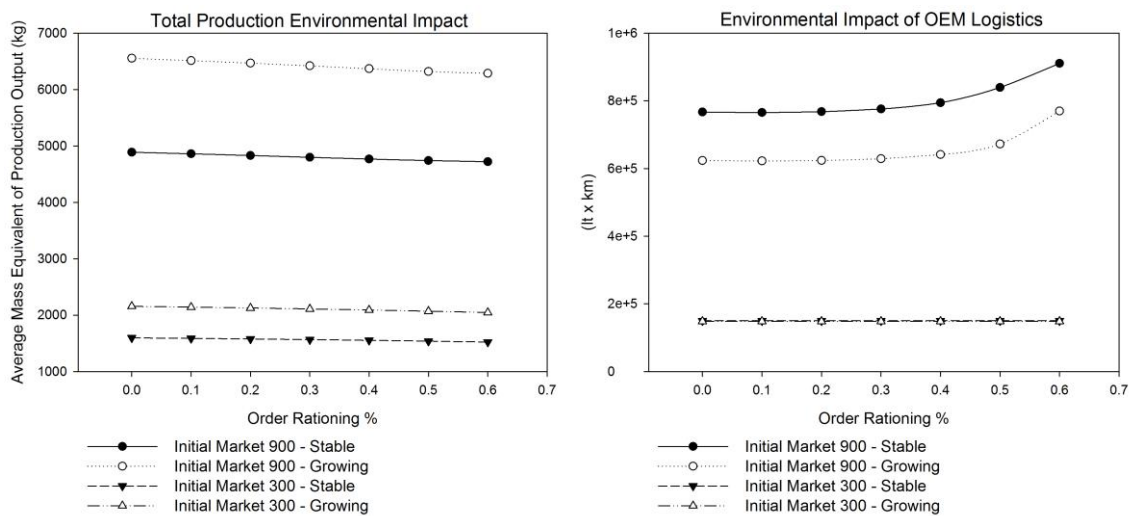 Total Production Environmental Impact
Average Mass Equivalent of Production Output (kg)
7000
6000
5000
4000
3000
2000
1000
0.0 0.1 0.2 0.3 0.4 0.5 0.6 0.7
Order Rationing %
Initial Market 900 - Stable
Initial Market 900 - Growing
Initial Market 300 - Stable
Initial Market 300 - Growing
Environmental Impact of OEM Logistics
(lt x km)
1e+6
8e+5
6e+5
4e+5
2e+5
0
0.0 0.1 0.2 0.3 0.4 0.5 0.6 0.7
Order Rationing %
Initial Market 900 - Stable
Initial Market 900 - Growing
Initial Market 300 - Stable
Initial Market 300 - Growing